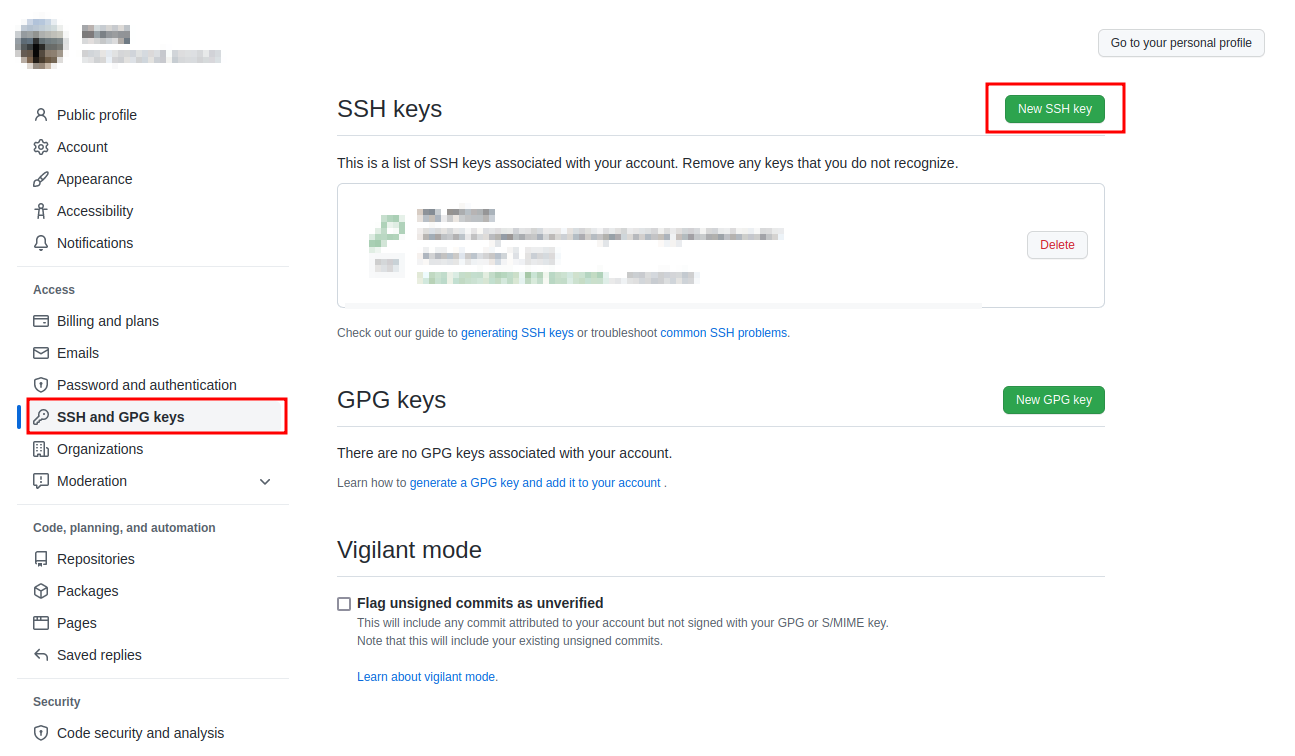 Go to your personal profile
Public profile
Account
Appearance
Accessibility
Notifications
Access
Billing and plans
Emails
Password and authentication
SSH and GPG keys
Organizations
Moderation
Code, planning, and automation
Repositories
Packages
Pages
Saved replies
Security
Code security and analysis
SSH keys
New SSH key
This is a list of SSH keys associated with your account. Remove any keys that you do not recognize.
Delete
Check out our guide to generating SSH keys or troubleshoot common SSH problems.
GPG keys
New GPG key
There are no GPG keys associated with your account.
Learn how to generate a GPG key and add it to your account .
Vigilant mode
Flag unsigned commits as unverified
This will include any commit attributed to your account but not signed with your GPG or S/MIME key.
Note that this will include your existing unsigned commits.
Learn about vigilant mode.